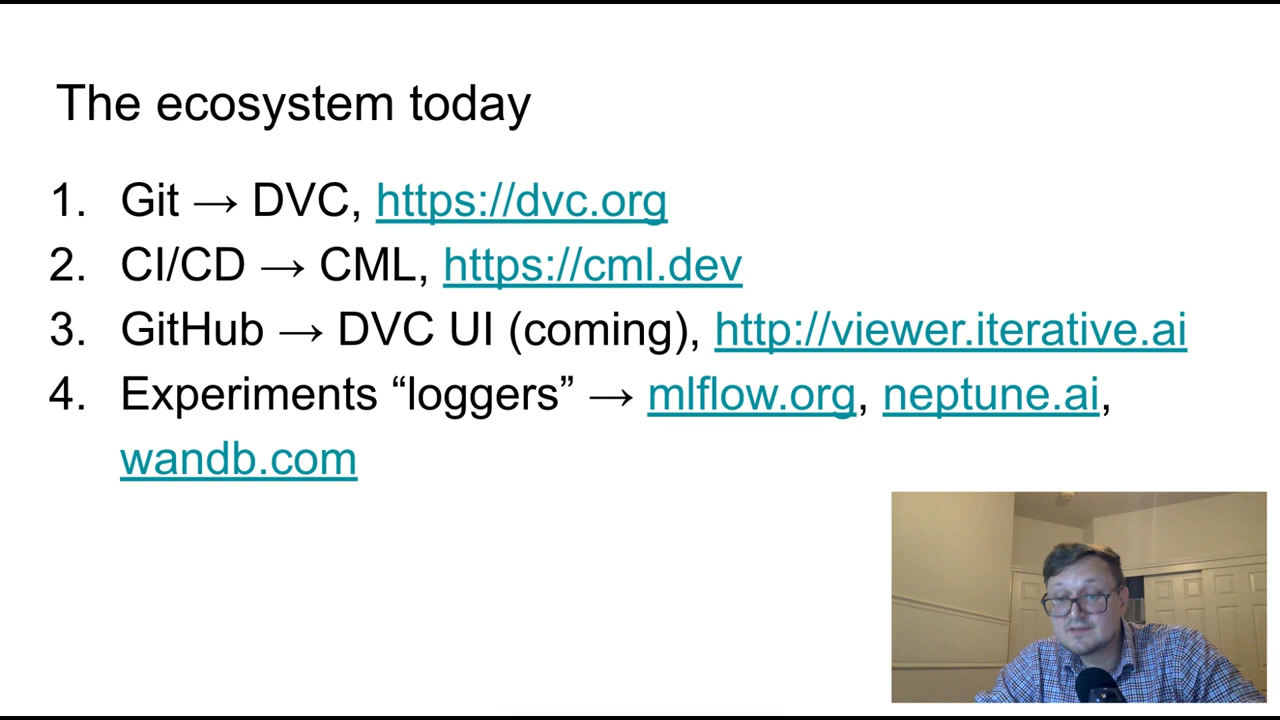 The ecosystem today
1. Git → DVC, https://dvc.org
2. CI/CD → CML, https://cml.dev
3. GitHub → DVC UI (coming), http://viewer.iterative.ai
4. Experiments “loggers” → mlflow.org, neptune.ai,
wandb.com